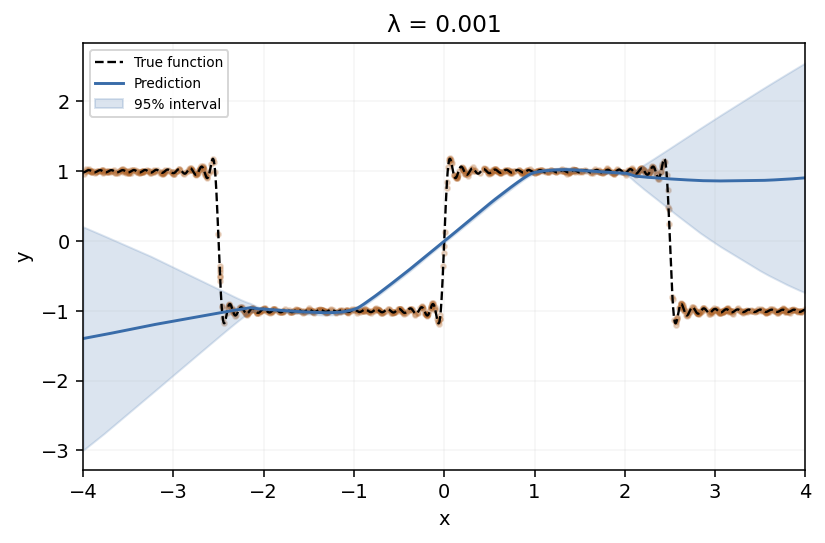 λ = 0.001
True function
Prediction
95% interval
2
1
0
−1
−2
−3
y
−4 −3 −2 −1 0 1 2 3 4
x